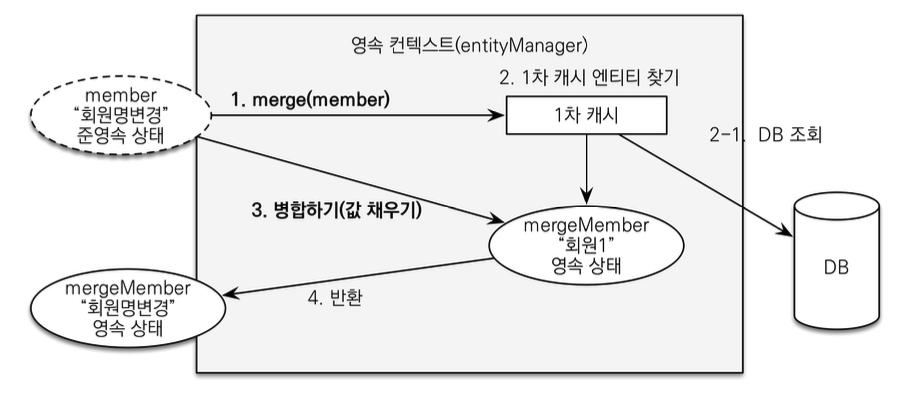 영속 컨텍스트(entityManager)
member
“회원명변경”
준영속 상태
1. merge(member)
2. 1차 캐시 엔티티 찾기
1차 캐시
2-1. DB 조회
3. 병합하기(값 채우기)
mergeMember
“회원1”
영속 상태
DB
4. 반환
mergeMember
“회원명변경”
영속 상태